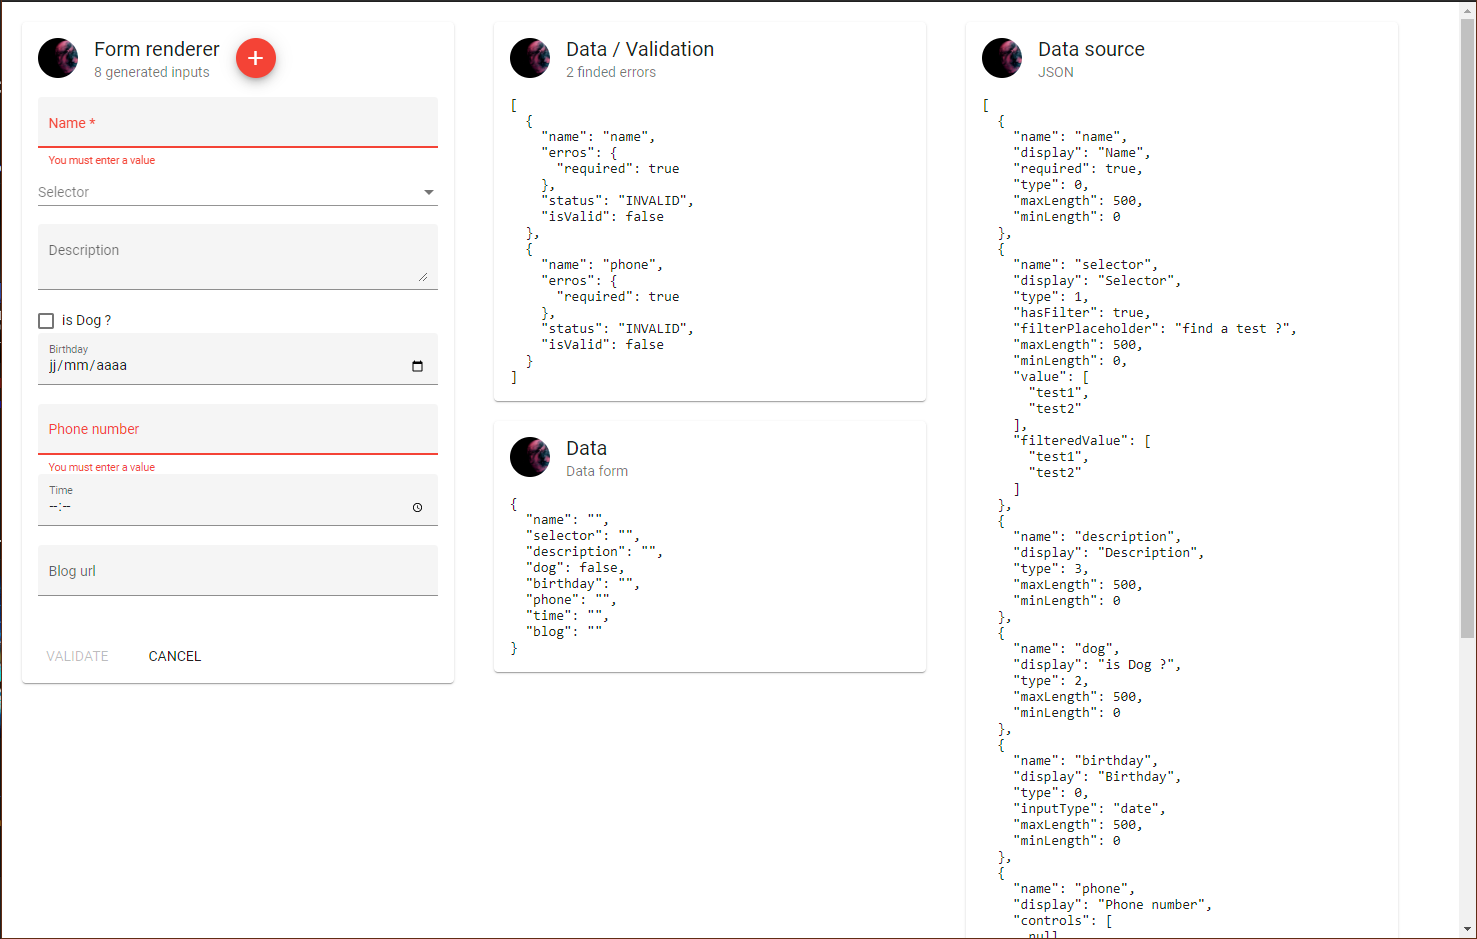 Form renderer
8 generated inputs
+
Name *
You must enter a value
Selector
Description
is Dog ?
Birthday
jj/mm/aaaa
Phone number
You must enter a value
Time
--:--
Blog url
VALIDATE CANCEL
Data / Validation
2 finded errors
[
  {
    "name": "name",
    "erros": {
      "required": true
    },
    "status": "INVALID",
    "isValid": false
  },
  {
    "name": "phone",
    "erros": {
      "required": true
    },
    "status": "INVALID",
    "isValid": false
  }
]
Data
Data form
{
  "name": "",
  "selector": "",
  "description": "",
  "dog": false,
  "birthday": "",
  "phone": "",
  "time": "",
  "blog": ""
}
Data source
JSON
[
  {
    "name": "name",
    "display": "Name",
    "required": true,
    "type": 0,
    "maxLength": 500,
    "minLength": 0
  },
  {
    "name": "selector",
    "display": "Selector",
    "type": 1,
    "hasFilter": true,
    "filterPlaceholder": "find a test ?",
    "maxLength": 500,
    "minLength": 0,
    "value": [
      "test1",
      "test2"
    ],
    "filteredValue": [
      "test1",
      "test2"
    ]
  },
  {
    "name": "description",
    "display": "Description",
    "type": 3,
    "maxLength": 500,
    "minLength": 0
  },
  {
    "name": "dog",
    "display": "is Dog ?",
    "type": 2,
    "maxLength": 500,
    "minLength": 0
  },
  {
    "name": "birthday",
    "display": "Birthday",
    "type": 0,
    "inputType": "date",
    "maxLength": 500,
    "minLength": 0
  },
  {
    "name": "phone",
    "display": "Phone number",
    "controls": [
      null